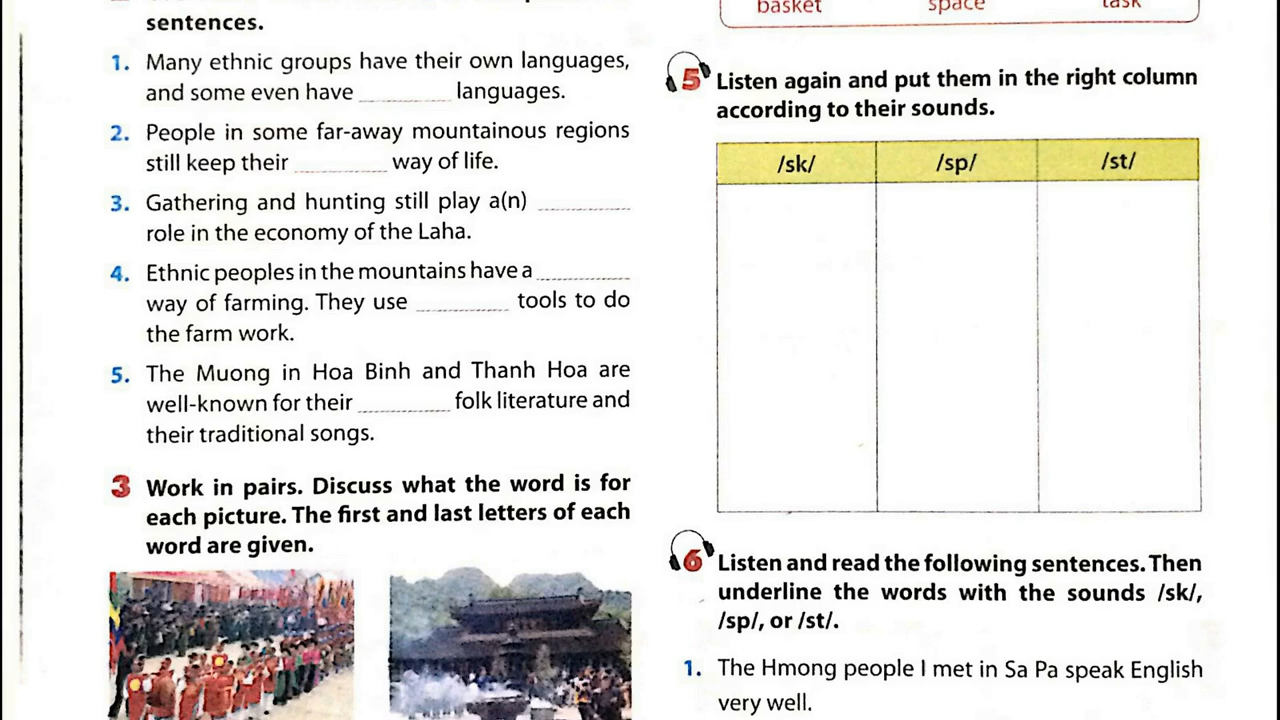 sentences.
1. Many ethnic groups have their own languages,
and some even have __________ languages.
2. People in some far-away mountainous regions
still keep their __________ way of life.
3. Gathering and hunting still play a(n) __________
role in the economy of the Laha.
4. Ethnic peoples in the mountains have a __________
way of farming. They use __________ tools to do
the farm work.
5. The Muong in Hoa Binh and Thanh Hoa are
well-known for their __________ folk literature and
their traditional songs.
3 Work in pairs. Discuss what the word is for
each picture. The first and last letters of each
word are given.
basket space task
5 Listen again and put them in the right column
according to their sounds.
/sk/ /sp/ /st/
6 Listen and read the following sentences. Then
underline the words with the sounds /sk/,
/sp/, or /st/.
1. The Hmong people I met in Sa Pa speak English
very well.